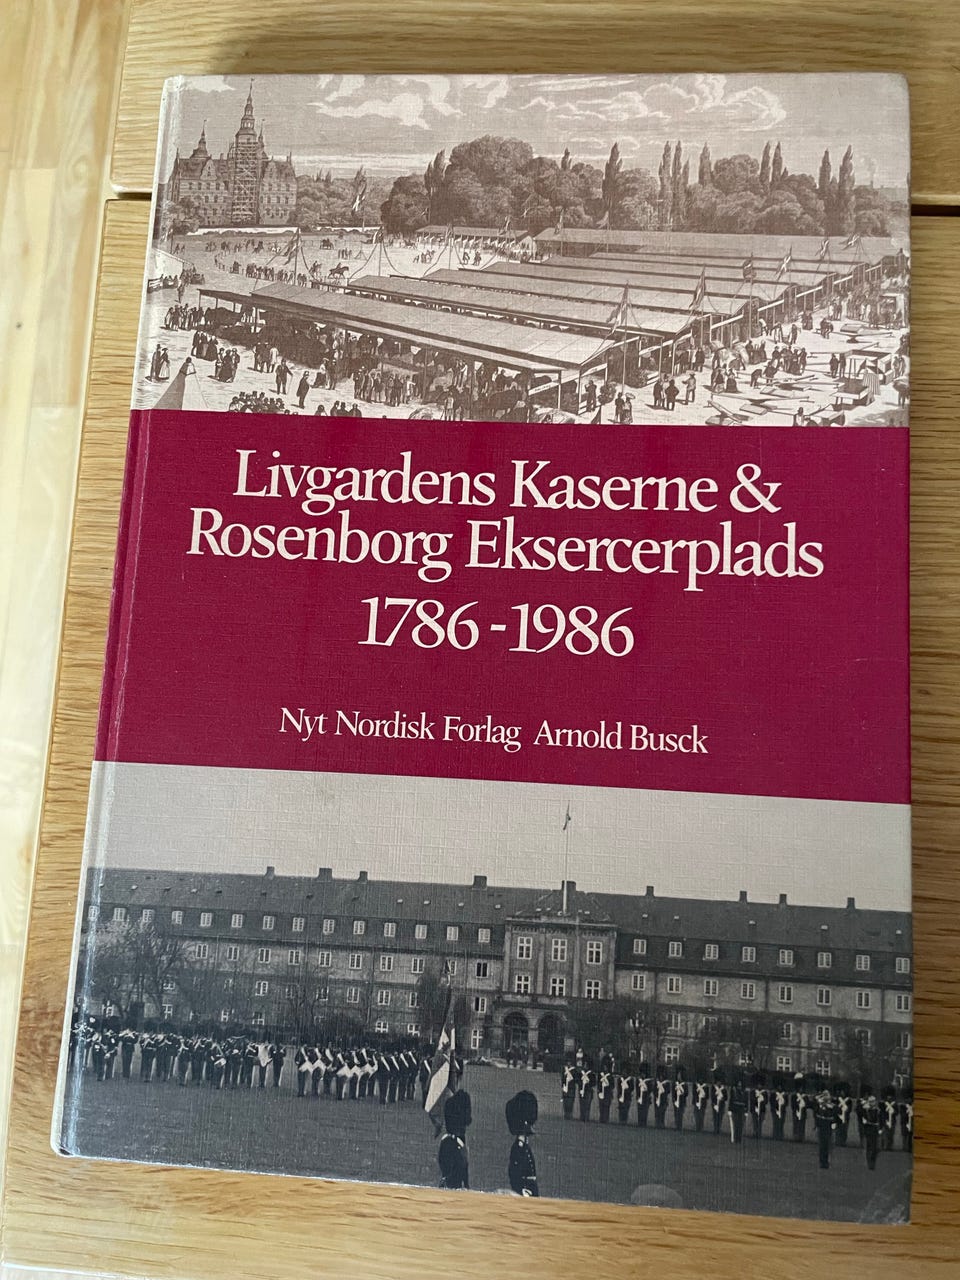 Livgardens Kaserne &
Rosenborg Eksercerplads
1786-1986
Nyt Nordisk Forlag Arnold Busck